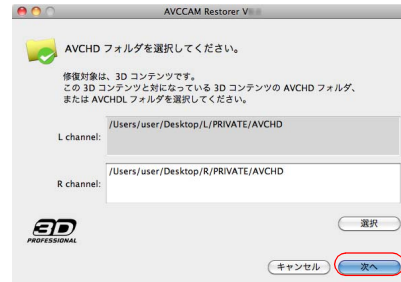 AVCCAM Restorer V
AVCHD フォルダを選択してください。
修復対象は、3D コンテンツです。
この 3D コンテンツと対になっている 3D コンテンツの AVCHD フォルダ、
または AVCHDL フォルダを選択してください。
L channel:
/Users/user/Desktop/L/PRIVATE/AVCHD
R channel:
/Users/user/Desktop/R/PRIVATE/AVCHD
3D
PROFESSIONAL
選択
キャンセル
次へ